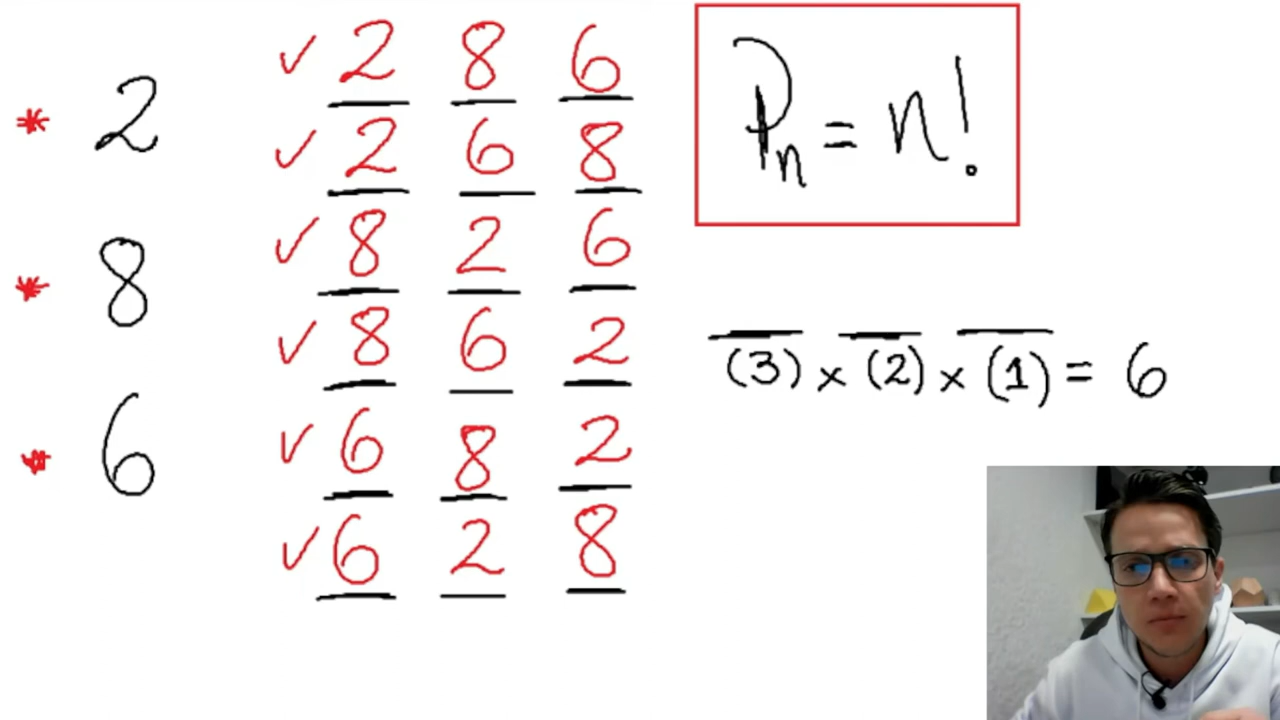 * 2
* 8
* 6
✓ 2 8 6
✓ 2 6 8
✓ 8 2 6
✓ 8 6 2
✓ 6 8 2
✓ 6 2 8
Pn = n!
(3) x (2) x (1) = 6